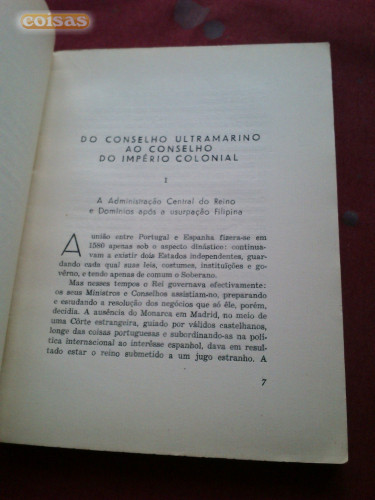 coisas
DO CONSELHO ULTRAMARINO
AO CONSELHO
DO IMPÉRIO COLONIAL
I
A Administração Central do Reino
e Domínios após a usurpação filipina
A união entre Portugal e Espanha fizera-se em
1580 apenas sob o aspecto dinástico: continua-
vam a existir dois Estados independentes, guar-
dando cada qual suas leis, costumes, instituïções e go-
vêrno, e tendo apenas de comum o Soberano.
Mas nesses tempos o Rei governava efectivamente:
os seus Ministros e Conselhos assistiam-no, preparando
e estudando a resolução dos negócios que só êle, porém,
decidia. A ausência do Monarca em Madrid, no meio de
uma Côrte estrangeira, guiado por válidos castelhanos,
longe das coisas portuguesas e subordinando-as na polí-
tica internacional ao interêsse espanhol, dava em resul-
tado estar o reino submetido a um jugo estranho. A
7